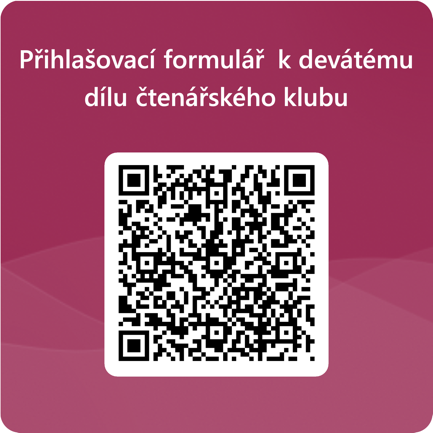 Přihlašovací formulář  k devátému
dílu čtenářského klubu